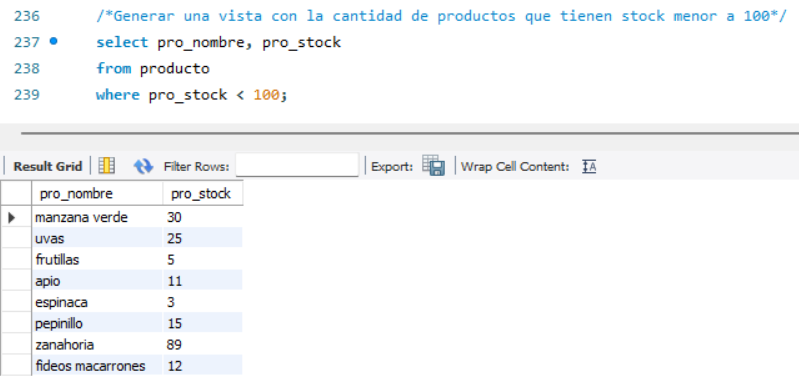 236 /*Generar una vista con la cantidad de productos que tienen stock menor a 100*/
237 select pro_nombre, pro_stock
238 from producto
239 where pro_stock < 100;
Result Grid Filter Rows: Export: Wrap Cell Content:
pro_nombre pro_stock
manzana verde 30
uvas 25
frutillas 5
apio 11
espinaca 3
pepinillo 15
zanahoria 89
fideos macarrones 12